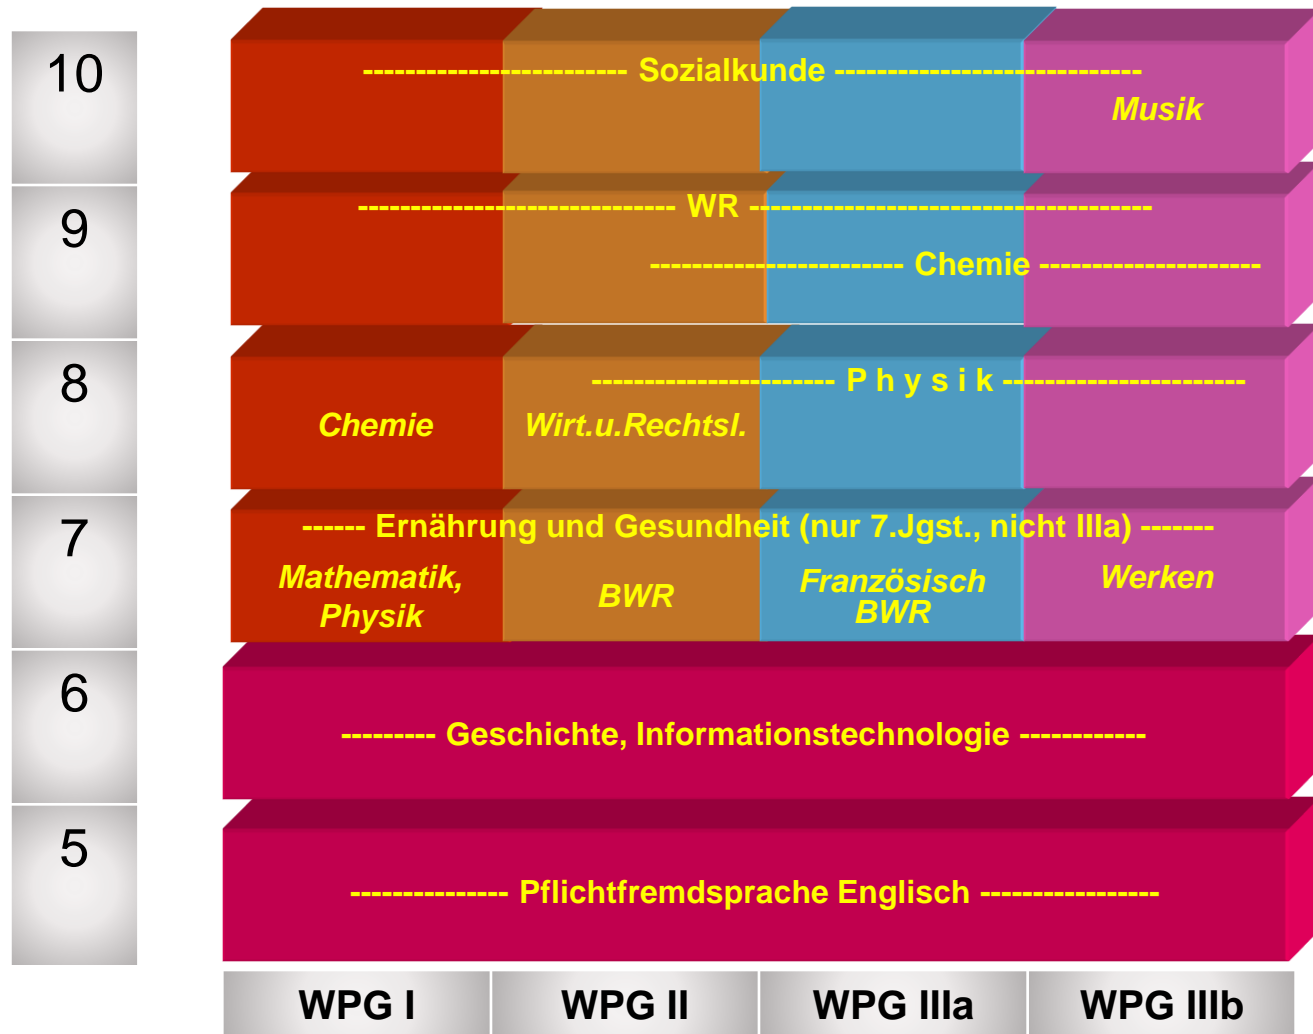 10
------------------------- Sozialkunde -----------------------------
Musik
9
------------------------------ WR --------------------------------------
------------------------ Chemie ---------------------
8
----------------------- P h y s i k -----------------------
Chemie
Wirt.u.Rechtsl.
7
------ Ernährung und Gesundheit (nur 7.Jgst., nicht IIIa) -------
Mathematik,
Physik
BWR
Französisch
BWR
Werken
6
--------- Geschichte, Informationstechnologie ------------
5
--------------- Pflichtfremdsprache Englisch -----------------
WPG I
WPG II
WPG IIIa
WPG IIIb